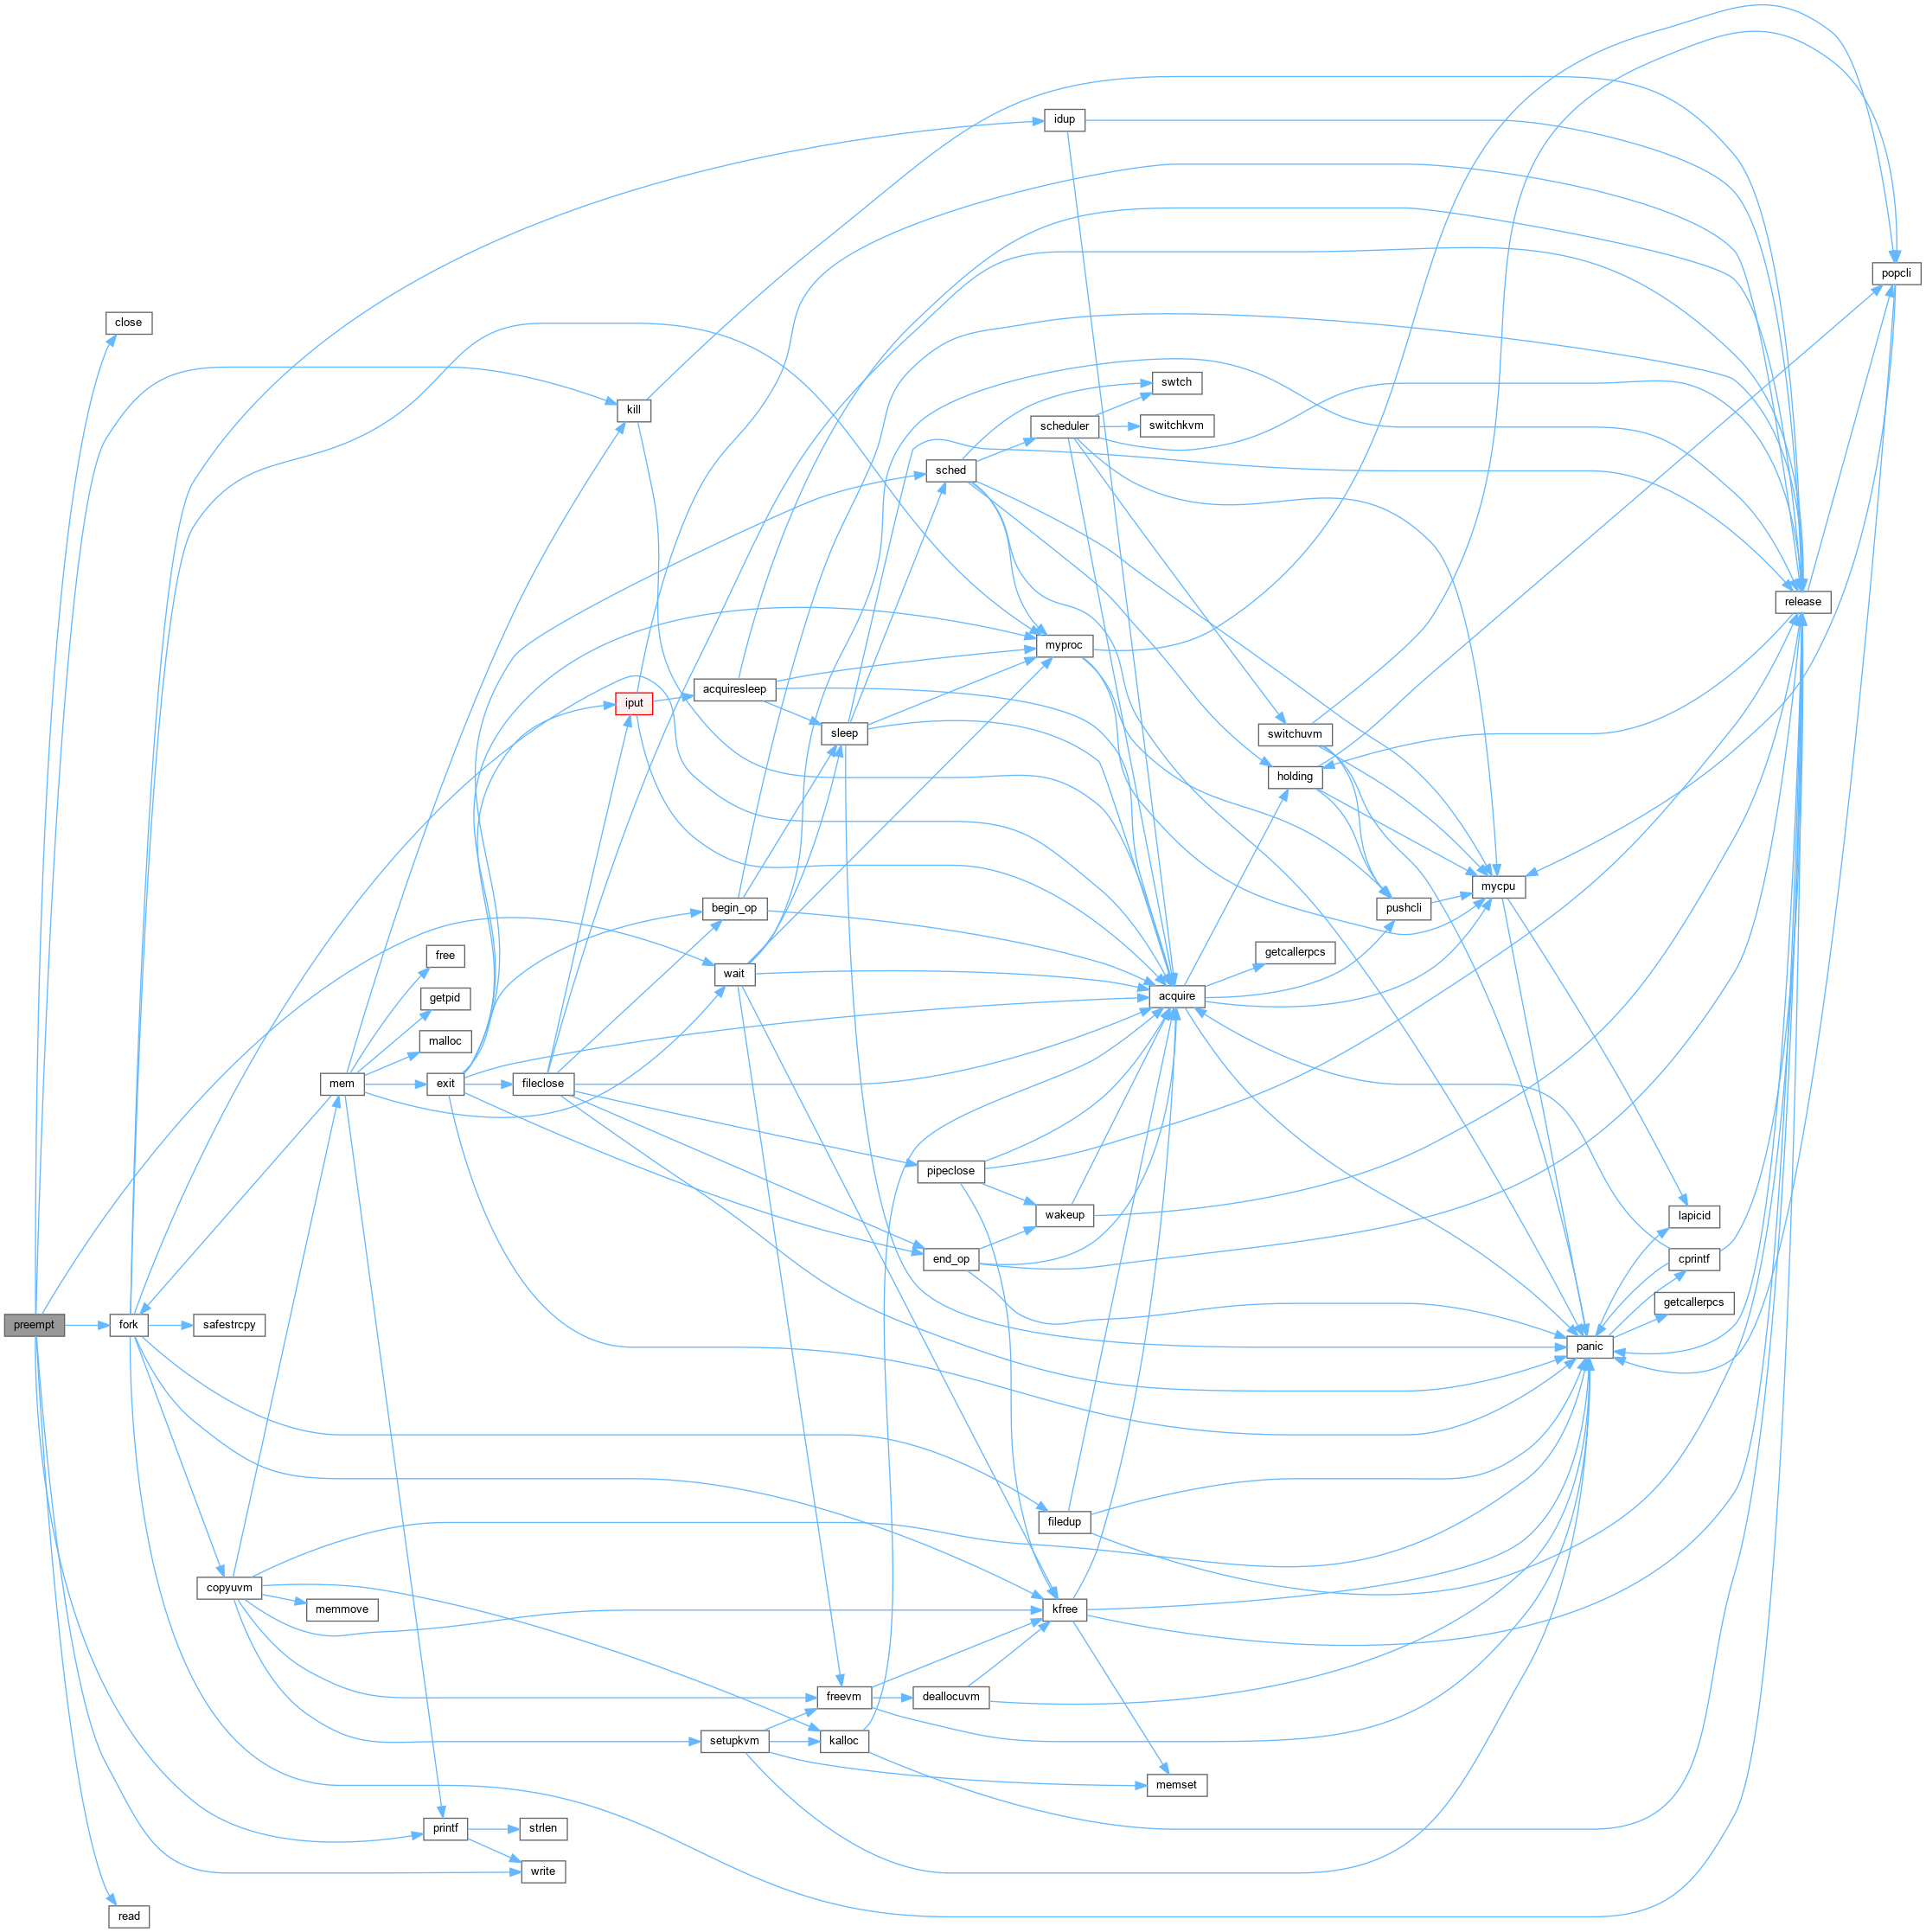 idup
popcli
close
swtch
kill
switchkvm
scheduler
sched
release
myproc
acquiresleep
iput
sleep
switchuvm
holding
mycpu
begin_op
pushcli
free
getcallerpcs
wait
getpid
acquire
malloc
mem
exit
fileclose
pipeclose
wakeup
lapicid
end_op
cprintf
getcallerpcs
preempt
fork
safestrcpy
panic
filedup
copyuvm
memmove
kfree
freevm
deallocuvm
setupkvm
kalloc
memset
printf
strlen
write
read